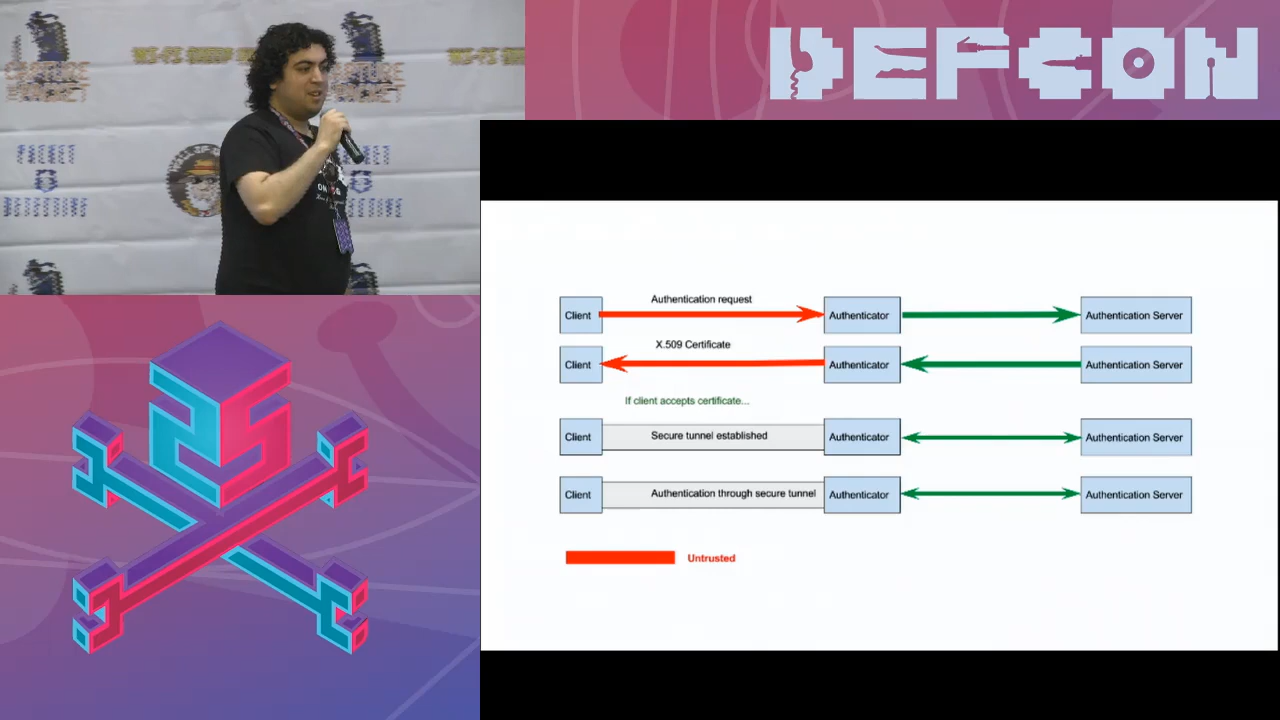 DEFCON
PACKET
Authentication request
Client
Authenticator
Authentication Server
X.509 Certificate
Client
Authenticator
Authentication Server
If client accepts certificate...
Client
Secure tunnel established
Authenticator
Authentication Server
Client
Authentication through secure tunnel
Authenticator
Authentication Server
Untrusted